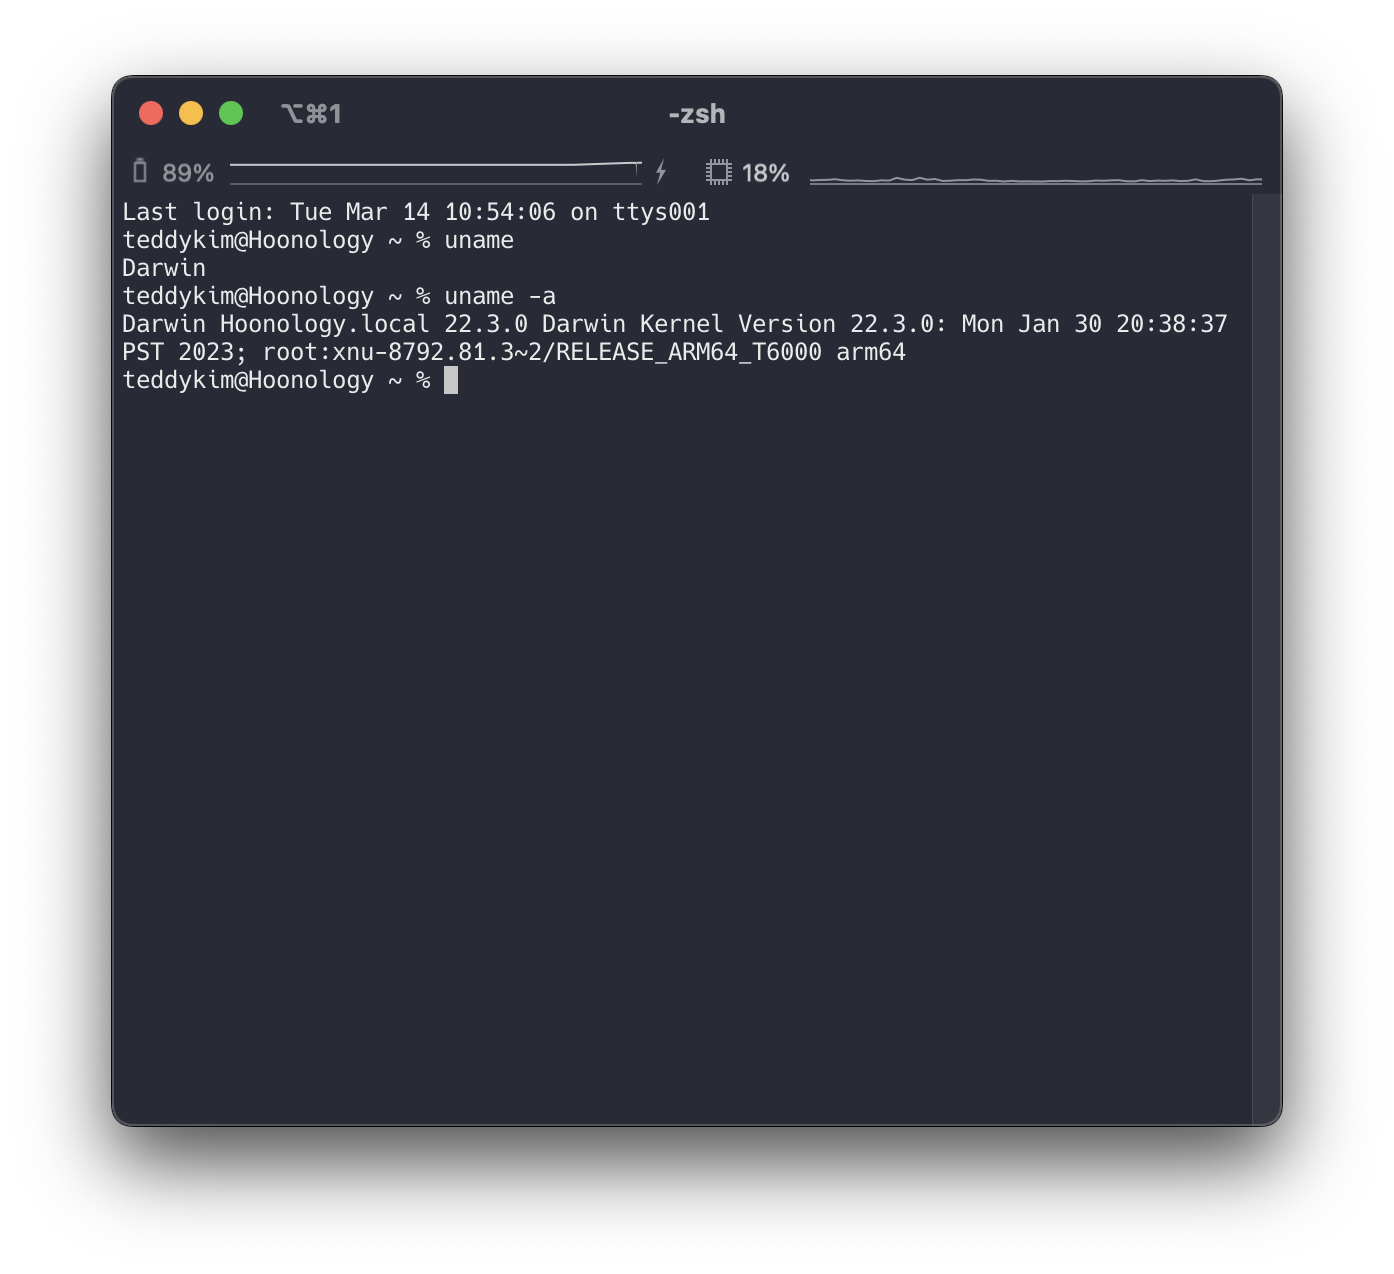 ⌥⌘1 -zsh
89% 18%
Last login: Tue Mar 14 10:54:06 on ttys001
teddykim@Hoonology ~ % uname
Darwin
teddykim@Hoonology ~ % uname -a
Darwin Hoonology.local 22.3.0 Darwin Kernel Version 22.3.0: Mon Jan 30 20:38:37
PST 2023; root:xnu-8792.81.3~2/RELEASE_ARM64_T6000 arm64
teddykim@Hoonology ~ %